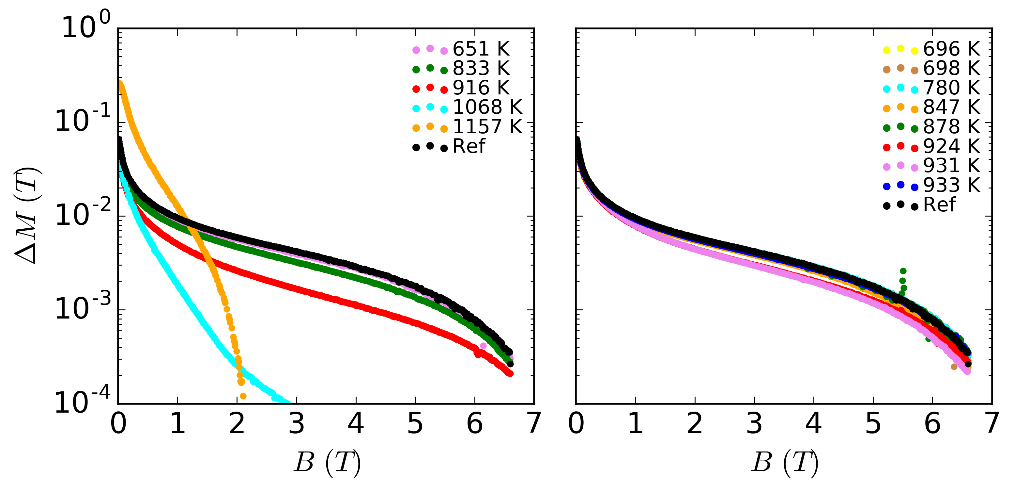 10^0
10^-1
10^-2
10^-3
10^-4
ΔM (T)
0 1 2 3 4 5 6 7
B (T)
651 K
833 K
916 K
1068 K
1157 K
Ref
0 1 2 3 4 5 6 7
B (T)
696 K
698 K
780 K
847 K
878 K
924 K
931 K
933 K
Ref